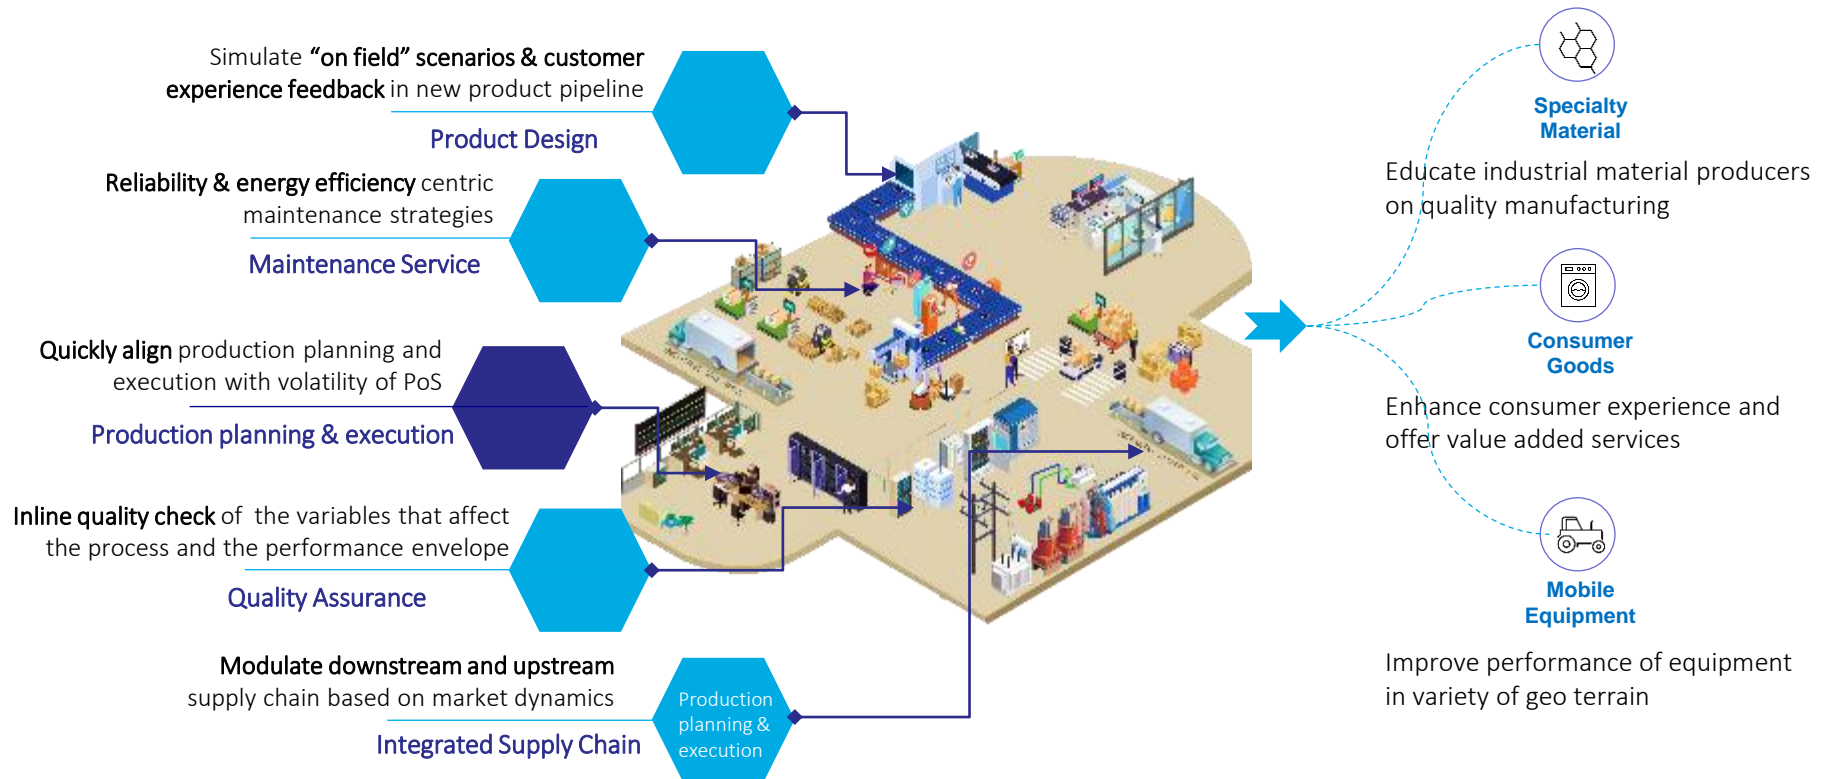 Simulate “on field” scenarios & customer
experience feedback in new product pipeline
Product Design
Reliability & energy efficiency centric
maintenance strategies
Maintenance Service
Quickly align production planning and
execution with volatility of PoS
Production planning & execution
Inline quality check of the variables that affect
the process and the performance envelope
Quality Assurance
Modulate downstream and upstream
supply chain based on market dynamics
Integrated Supply Chain
Production
planning &
execution
Specialty
Material
Educate industrial material producers
on quality manufacturing
Consumer
Goods
Enhance consumer experience and
offer value added services
Mobile
Equipment
Improve performance of equipment
in variety of geo terrain